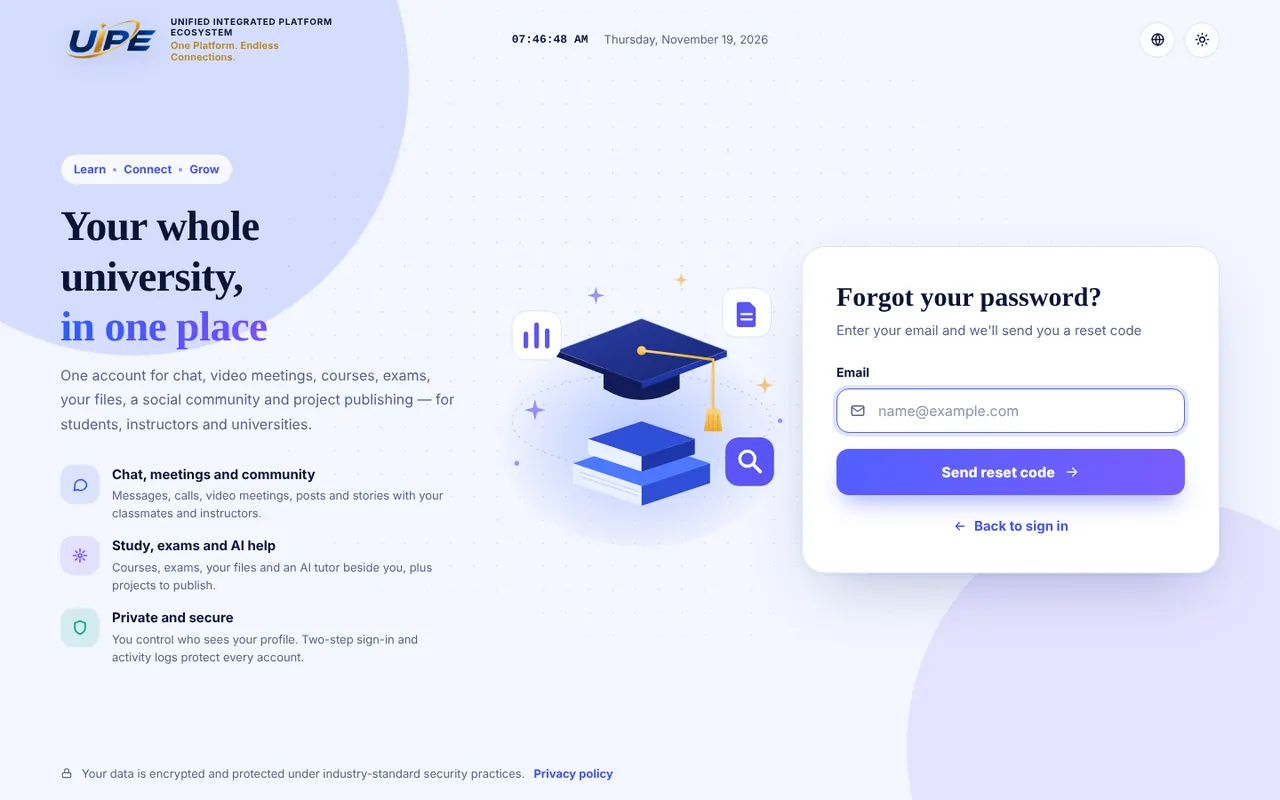 UIPE
UNIFIED INTEGRATED PLATFORM
ECOSYSTEM
One Platform. Endless
Connections.
07:46:48 AM Thursday, November 19, 2026
Learn • Connect • Grow
Your whole
university,
in one place
One account for chat, video meetings, courses, exams,
your files, a social community and project publishing — for
students, instructors and universities.
Chat, meetings and community
Messages, calls, video meetings, posts and stories with your
classmates and instructors.
Study, exams and AI help
Courses, exams, your files and an AI tutor beside you, plus
projects to publish.
Private and secure
You control who sees your profile. Two-step sign-in and
activity logs protect every account.
Forgot your password?
Enter your email and we'll send you a reset code
Email
name@example.com
Send reset code →
← Back to sign in
Your data is encrypted and protected under industry-standard security practices. Privacy policy